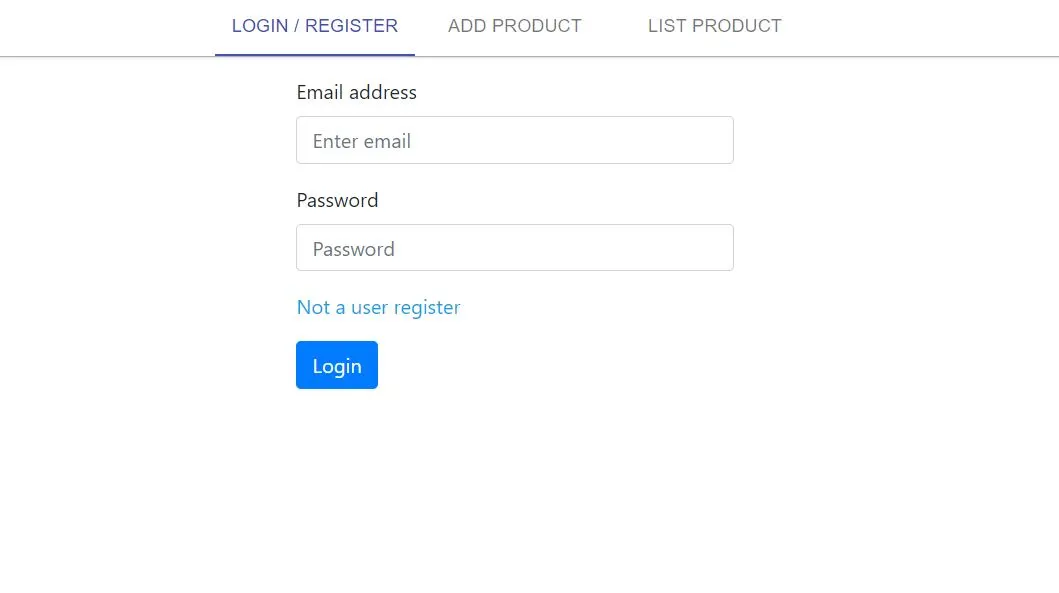 LOGIN / REGISTER ADD PRODUCT LIST PRODUCT
Email address
Enter email
Password
Password
Not a user register
Login